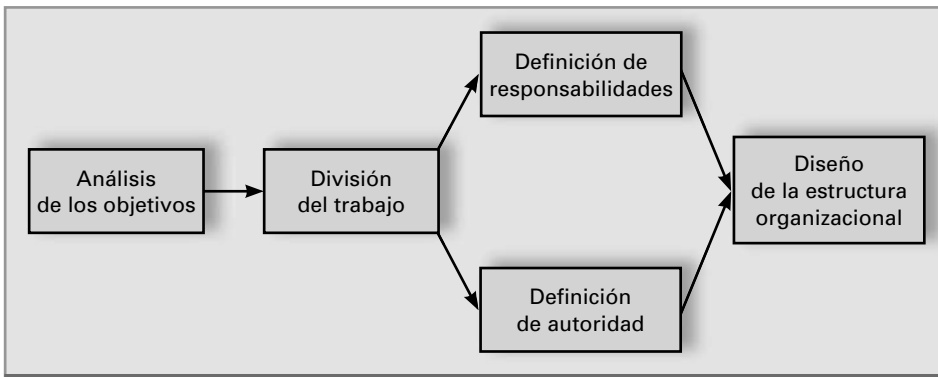 Análisis
de los objetivos
División
del trabajo
Definición de
responsabilidades
Definición
de autoridad
Diseño
de la estructura
organizacional